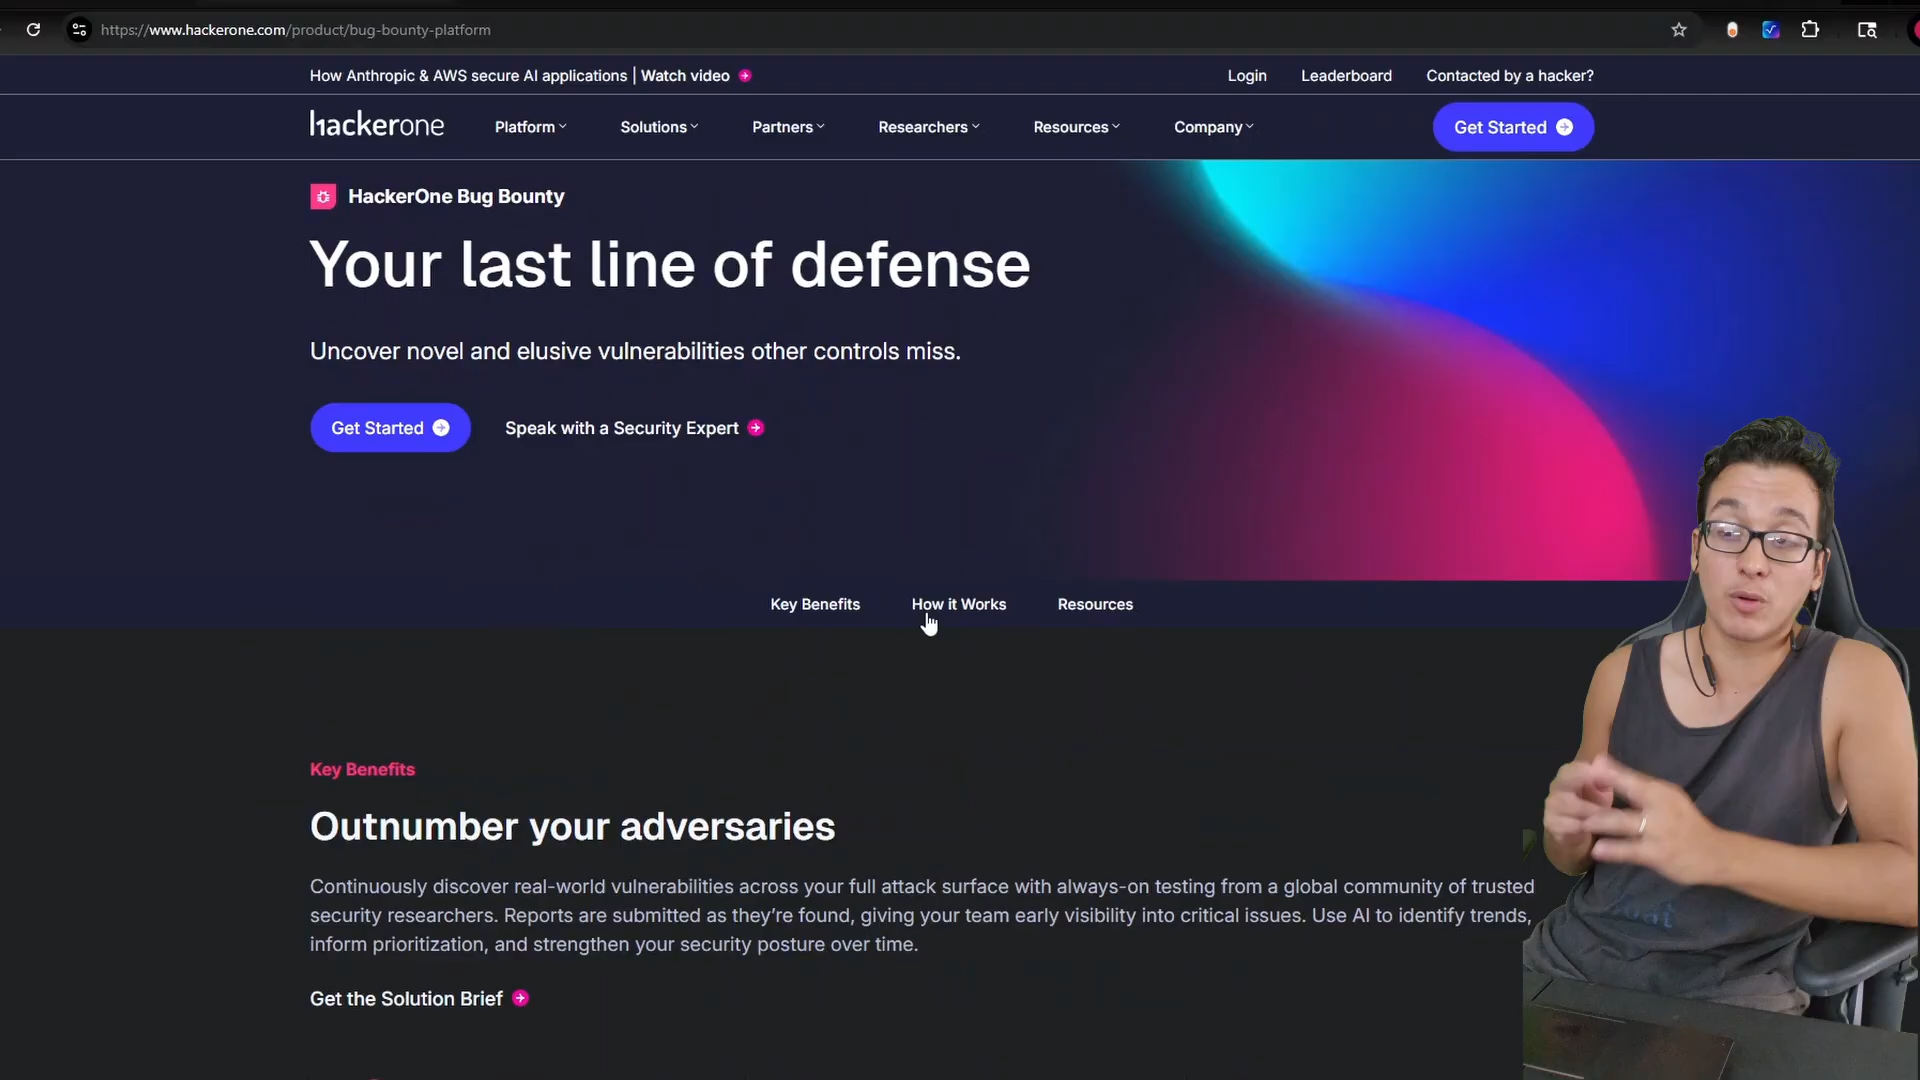 https://www.hackerone.com/product/bug-bounty-platform
How Anthropic & AWS secure AI applications | Watch video
Login
Leaderboard
Contacted by a hacker?
hackerone
Platform
Solutions
Partners
Researchers
Resources
Company
Get Started
HackerOne Bug Bounty
Your last line of defense
Uncover novel and elusive vulnerabilities other controls miss.
Get Started
Speak with a Security Expert
Key Benefits
How it Works
Resources
Key Benefits
Outnumber your adversaries
Continuously discover real-world vulnerabilities across your full attack surface with always-on testing from a global community of trusted
security researchers. Reports are submitted as they’re found, giving your team early visibility into critical issues. Use AI to identify trends,
inform prioritization, and strengthen your security posture over time.
Get the Solution Brief